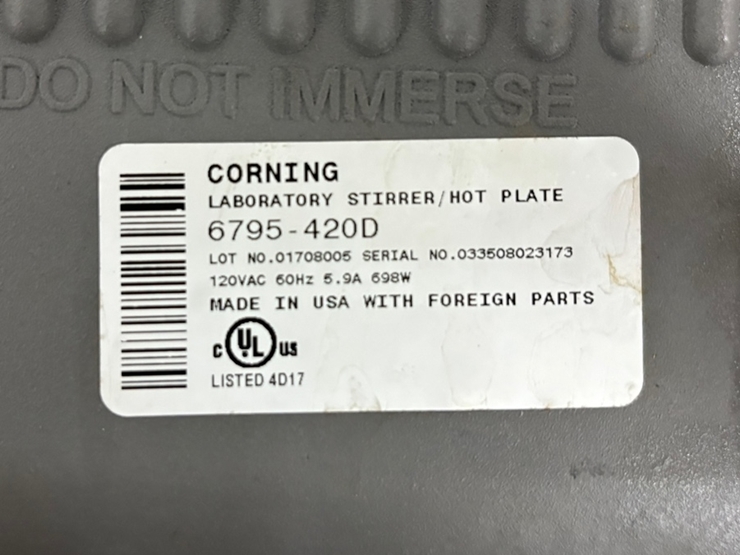 DO NOT IMMERSE
CORNING
LABORATORY STIRRER/HOT PLATE
6795-420D
LOT NO.01708005 SERIAL NO.033508023173
120VAC 60Hz 5.9A 698W
MADE IN USA WITH FOREIGN PARTS
C UL US
LISTED 4D17